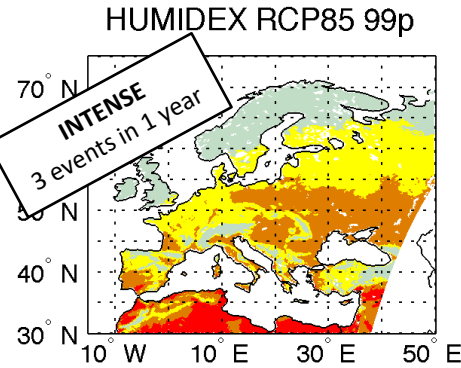 HUMIDEX RCP85 99p
INTENSE
3 events in 1 year
70° N
50° N
40° N
30° N
10° W 10° E 30° E 50° E